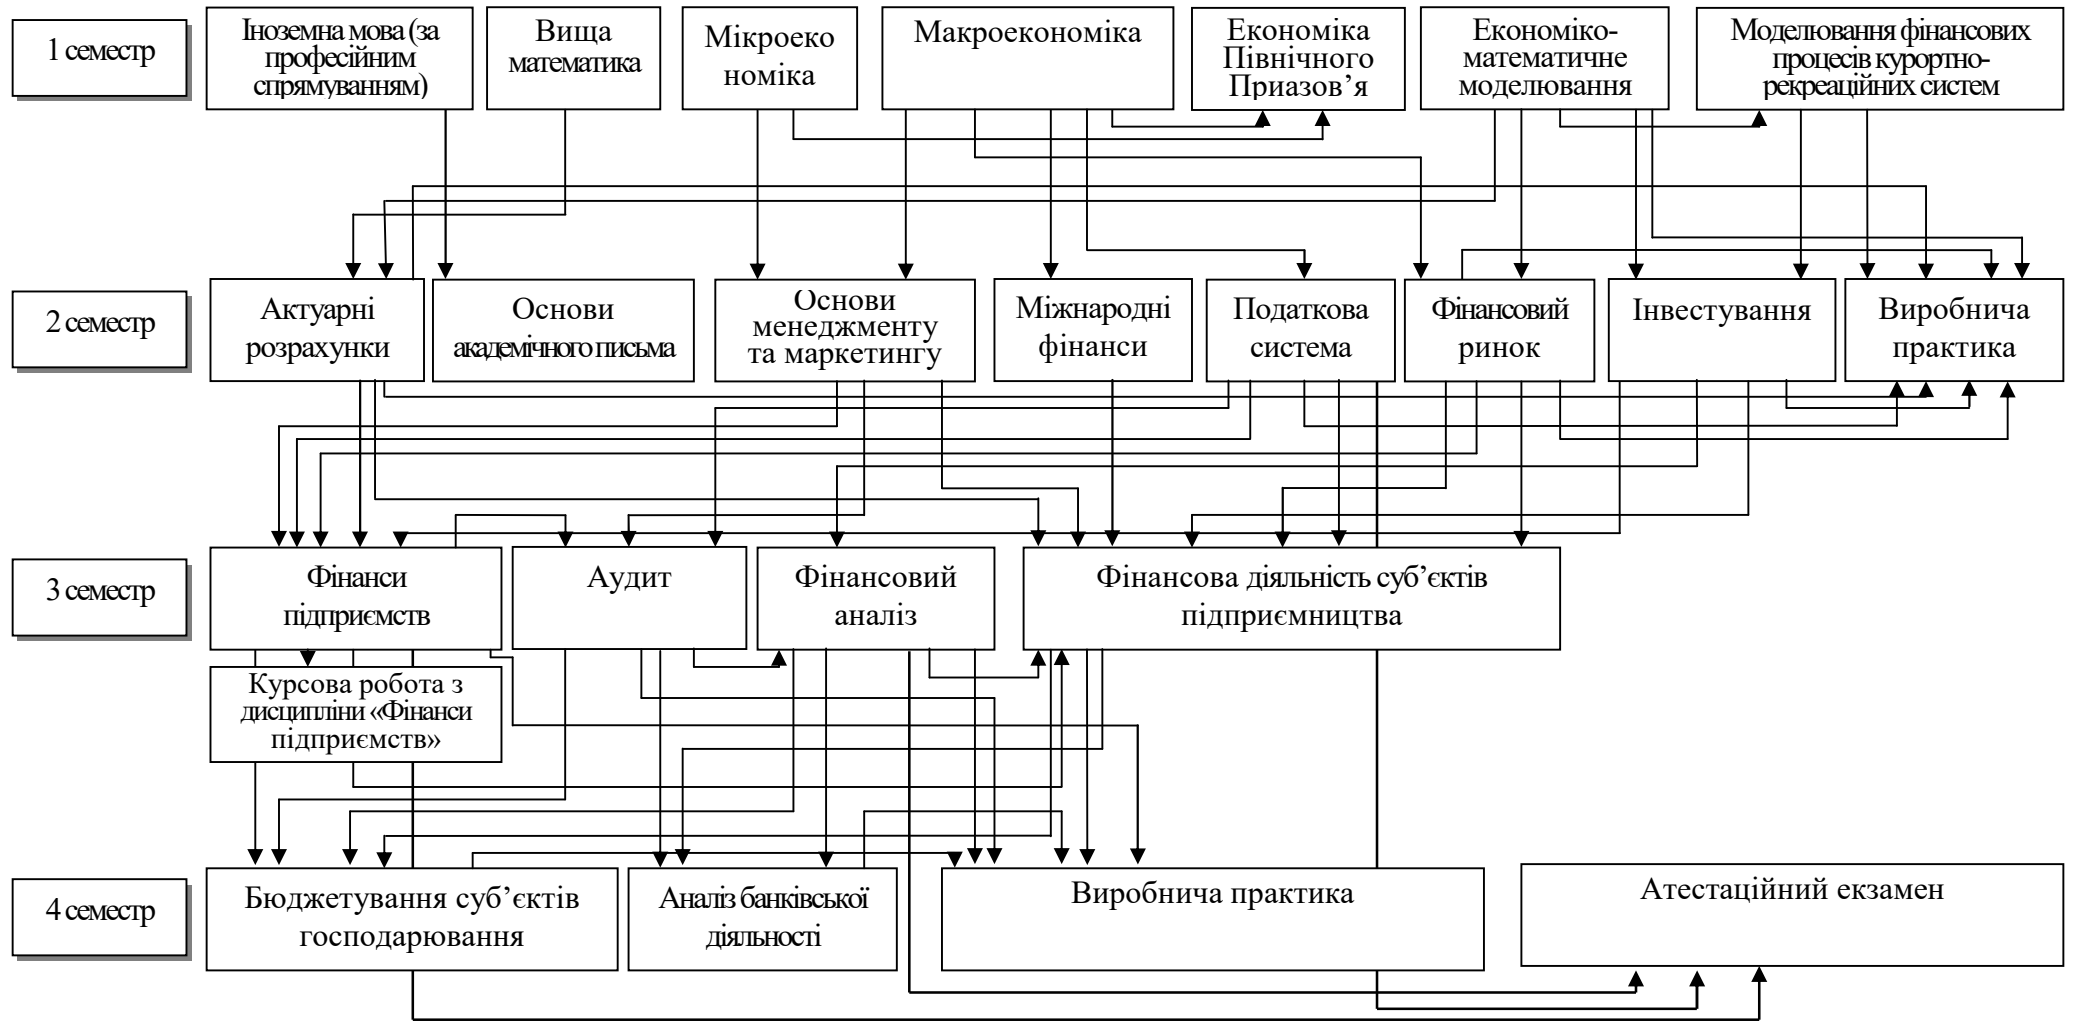 1 семестр
Іноземна мова (за
професійним
спрямуванням)
Вища
математика
Мікроеко
номіка
Макроекономіка
Економіка
Північного
Приазов’я
Економіко-
математичне
моделювання
Моделювання фінансових
процесів курортно-
рекреаційних систем
2 семестр
Актуарні
розрахунки
Основи
академічного письма
Основи
менеджменту
та маркетингу
Міжнародні
фінанси
Податкова
система
Фінансовий
ринок
Інвестування
Виробнича
практика
3 семестр
Фінанси
підприємств
Аудит
Фінансовий
аналіз
Фінансова діяльність суб’єктів
підприємництва
Курсова робота з
дисципліни «Фінанси
підприємств»
4 семестр
Бюджетування суб’єктів
господарювання
Аналіз банківської
діяльності
Виробнича практика
Атестаційний екзамен